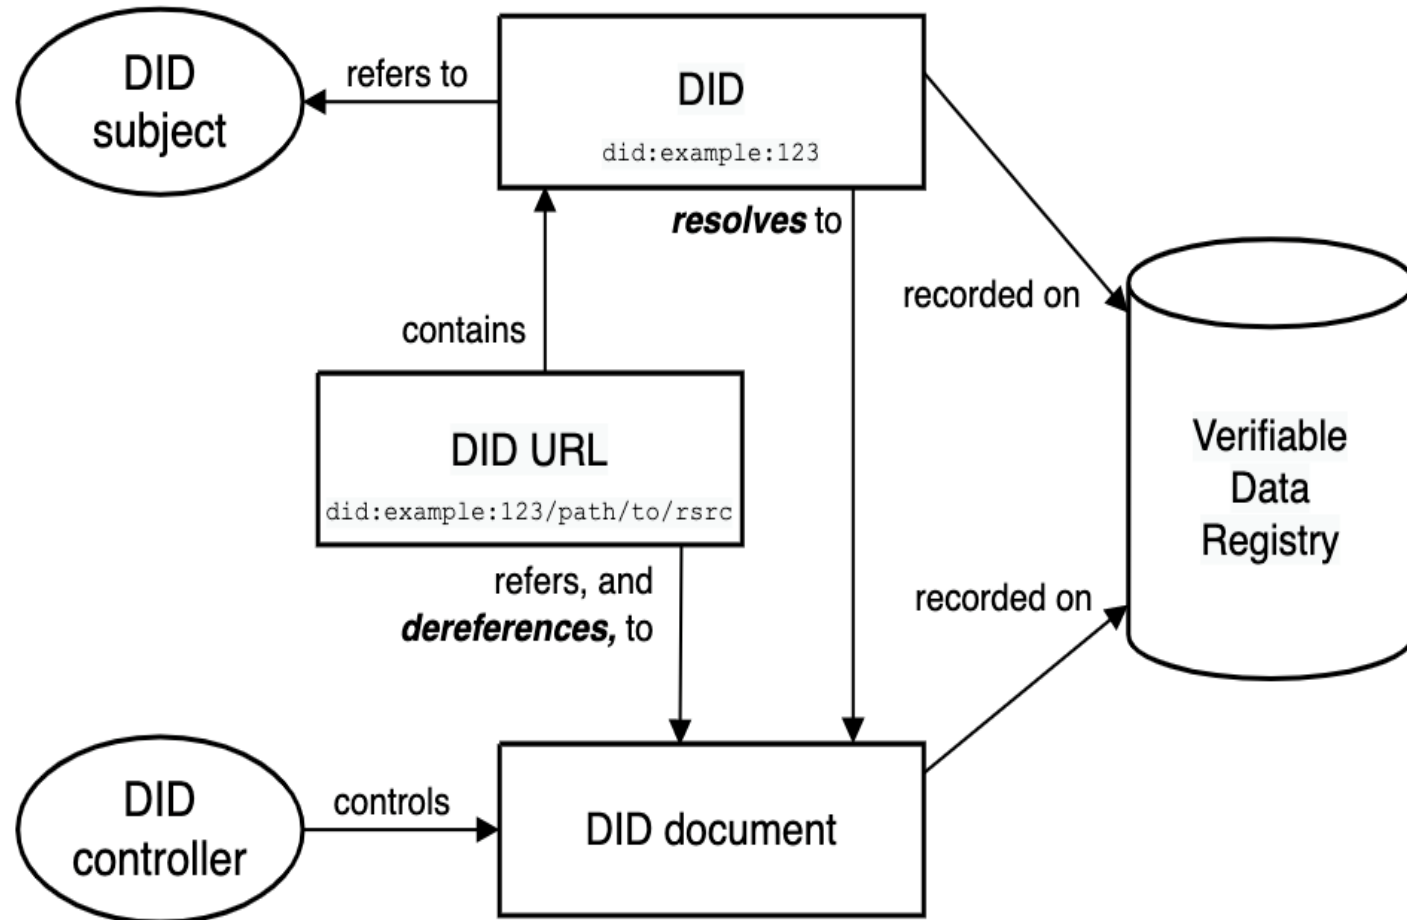 DID
subject
refers to
DID
did:example:123
resolves to
recorded on
contains
DID URL
did:example:123/path/to/rsrc
Verifiable
Data
Registry
refers, and
dereferences, to
recorded on
DID
controller
controls
DID document